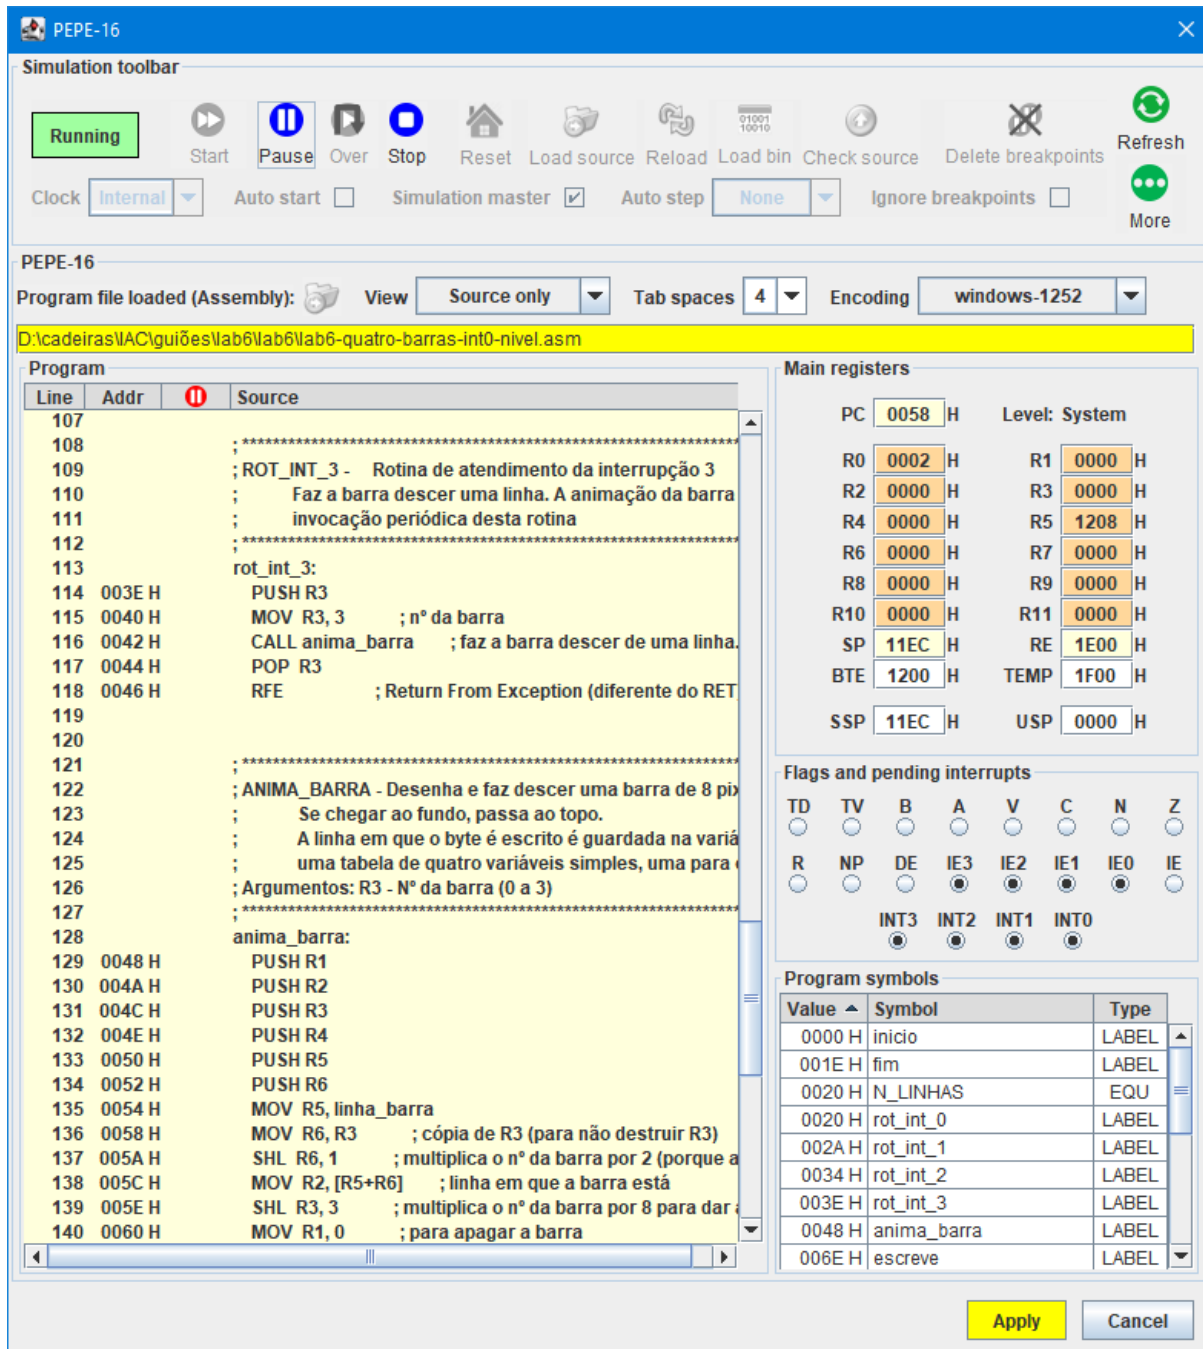 PEPE-16
Simulation toolbar
Running
Start Pause Over Stop Reset Load source Reload Load bin Check source Delete breakpoints Refresh
01001
10010
Clock Internal Auto start Simulation master Auto step None Ignore breakpoints More
PEPE-16
Program file loaded (Assembly): View Source only Tab spaces 4 Encoding windows-1252
D:\cadeiras\IAC\guiões\lab6\lab6\lab6-quatro-barras-int0-nivel.asm
Program
Line Addr Source
107
108 ; **********************************************************************
109 ; ROT_INT_3 - Rotina de atendimento da interrupção 3
110 ; Faz a barra descer uma linha. A animação da barra
111 ; invocação periódica desta rotina
112 ; **********************************************************************
113 rot_int_3:
114 003E H PUSH R3
115 0040 H MOV R3, 3 ; nº da barra
116 0042 H CALL anima_barra ; faz a barra descer de uma linha.
117 0044 H POP R3
118 0046 H RFE ; Return From Exception (diferente do RET
119
120
121 ; **********************************************************************
122 ; ANIMA_BARRA - Desenha e faz descer uma barra de 8 pix
123 ; Se chegar ao fundo, passa ao topo.
124 ; A linha em que o byte é escrito é guardada na variá
125 ; uma tabela de quatro variáveis simples, uma para
126 ; Argumentos: R3 - Nº da barra (0 a 3)
127 ; **********************************************************************
128 anima_barra:
129 0048 H PUSH R1
130 004A H PUSH R2
131 004C H PUSH R3
132 004E H PUSH R4
133 0050 H PUSH R5
134 0052 H PUSH R6
135 0054 H MOV R5, linha_barra
136 0058 H MOV R6, R3 ; cópia de R3 (para não destruir R3)
137 005A H SHL R6, 1 ; multiplica o nº da barra por 2 (porque a
138 005C H MOV R2, [R5+R6] ; linha em que a barra está
139 005E H SHL R3, 3 ; multiplica o nº da barra por 8 para dar
140 0060 H MOV R1, 0 ; para apagar a barra
Main registers
PC 0058 H Level: System
R0 0002 H R1 0000 H
R2 0000 H R3 0000 H
R4 0000 H R5 1208 H
R6 0000 H R7 0000 H
R8 0000 H R9 0000 H
R10 0000 H R11 0000 H
SP 11EC H RE 1E00 H
BTE 1200 H TEMP 1F00 H
SSP 11EC H USP 0000 H
Flags and pending interrupts
TD TV B A V C N Z
R NP DE IE3 IE2 IE1 IE0 IE
INT3 INT2 INT1 INT0
Program symbols
Value Symbol Type
0000 H inicio LABEL
001E H fim LABEL
0020 H N_LINHAS EQU
0020 H rot_int_0 LABEL
002A H rot_int_1 LABEL
0034 H rot_int_2 LABEL
003E H rot_int_3 LABEL
0048 H anima_barra LABEL
006E H escreve LABEL
Apply Cancel